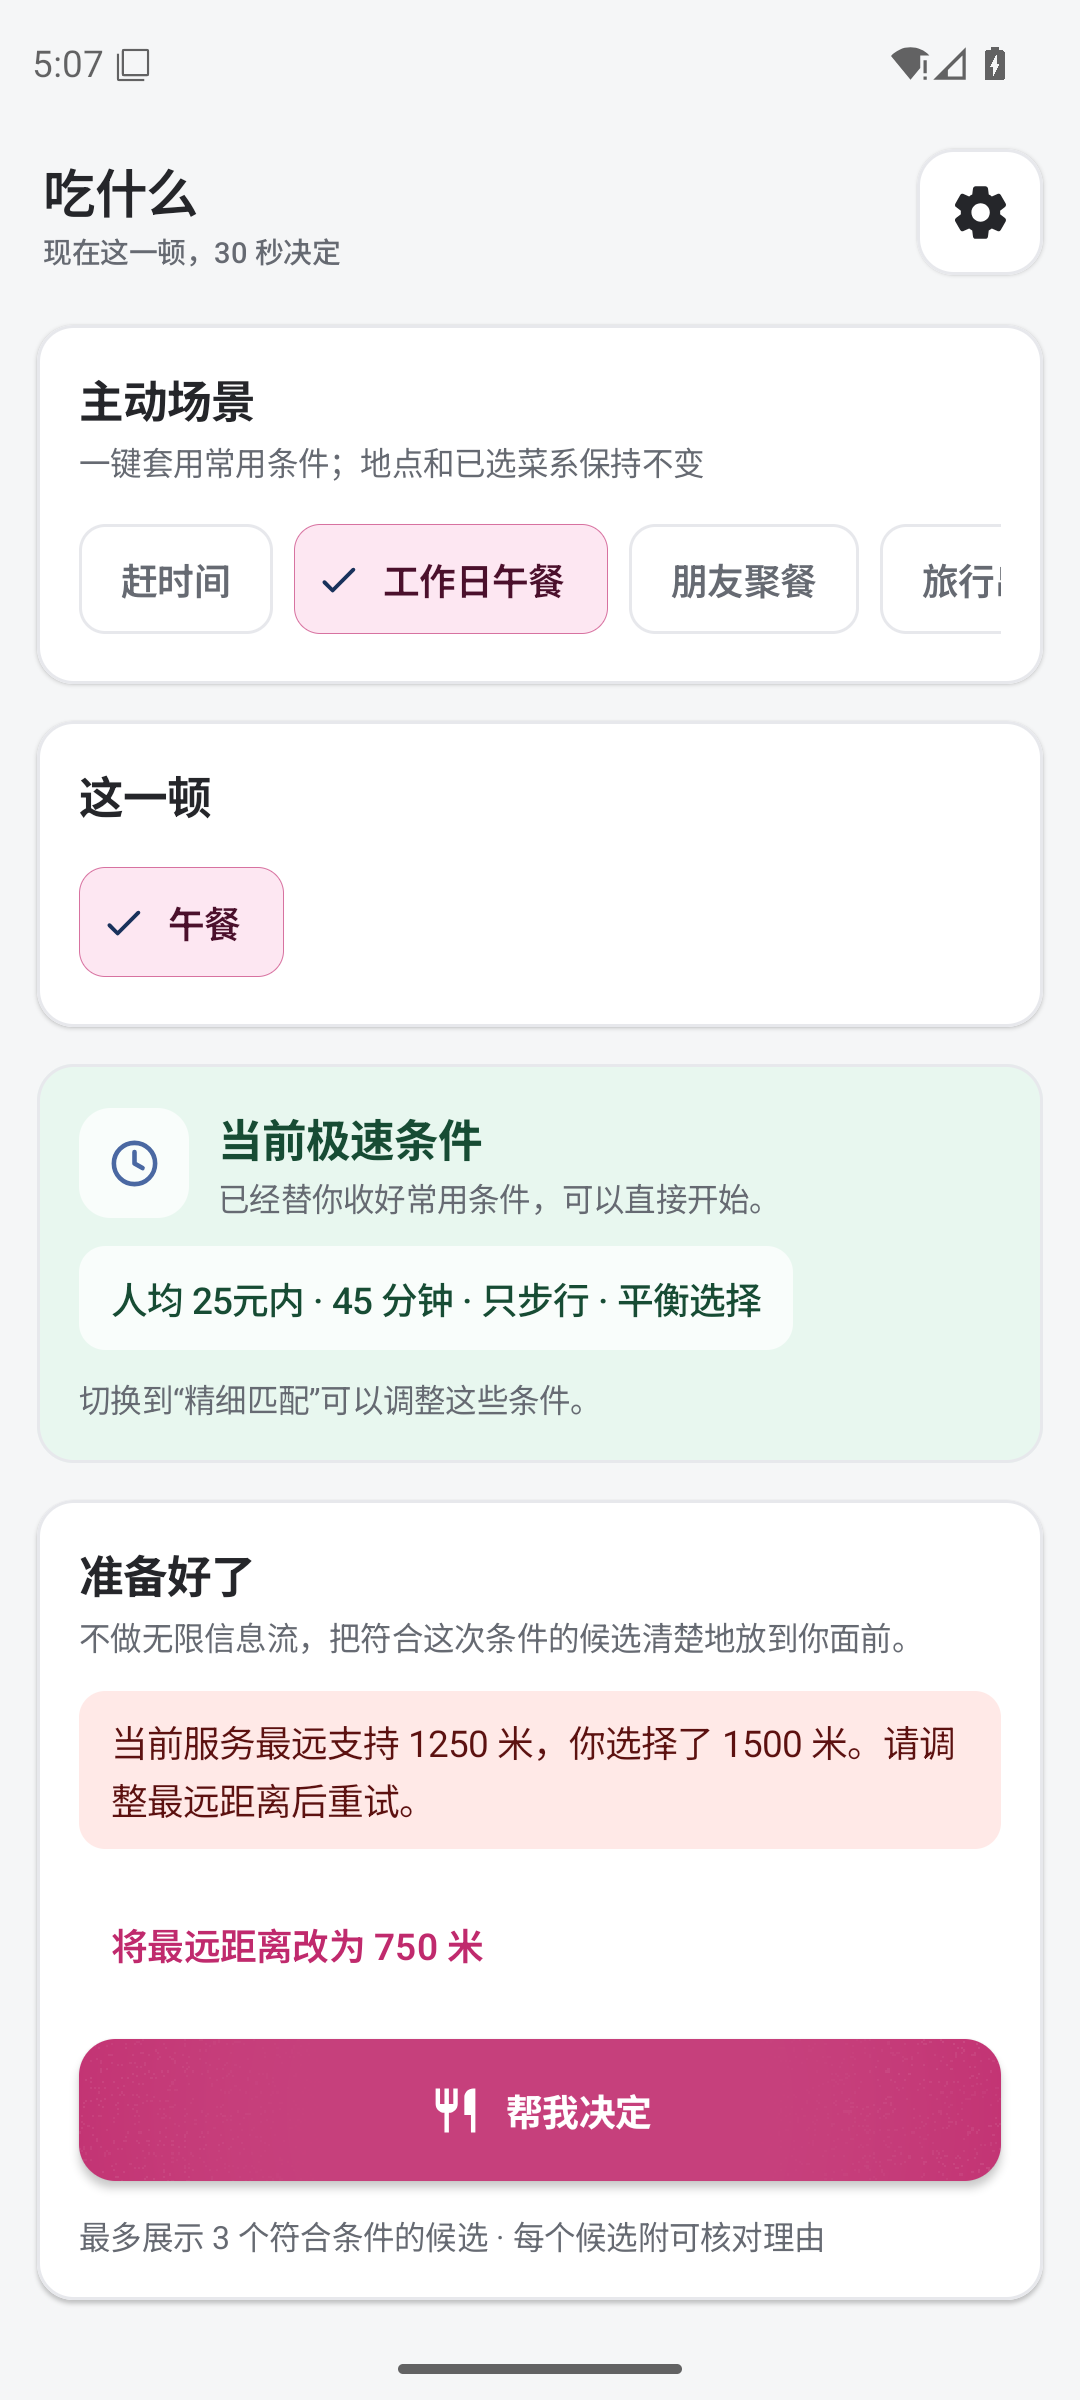 5:07
吃什么
现在这一顿，30 秒决定
主动场景
一键套用常用条件；地点和已选菜系保持不变
赶时间 工作日午餐 朋友聚餐 旅行
这一顿
午餐
当前极速条件
已经替你收好常用条件，可以直接开始。
人均 25元内 · 45 分钟 · 只步行 · 平衡选择
切换到“精细匹配”可以调整这些条件。
准备好了
不做无限信息流，把符合这次条件的候选清楚地放到你面前。
当前服务最远支持 1250 米，你选择了 1500 米。请调
整最远距离后重试。
将最远距离改为 750 米
帮我决定
最多展示 3 个符合条件的候选 · 每个候选附可核对理由